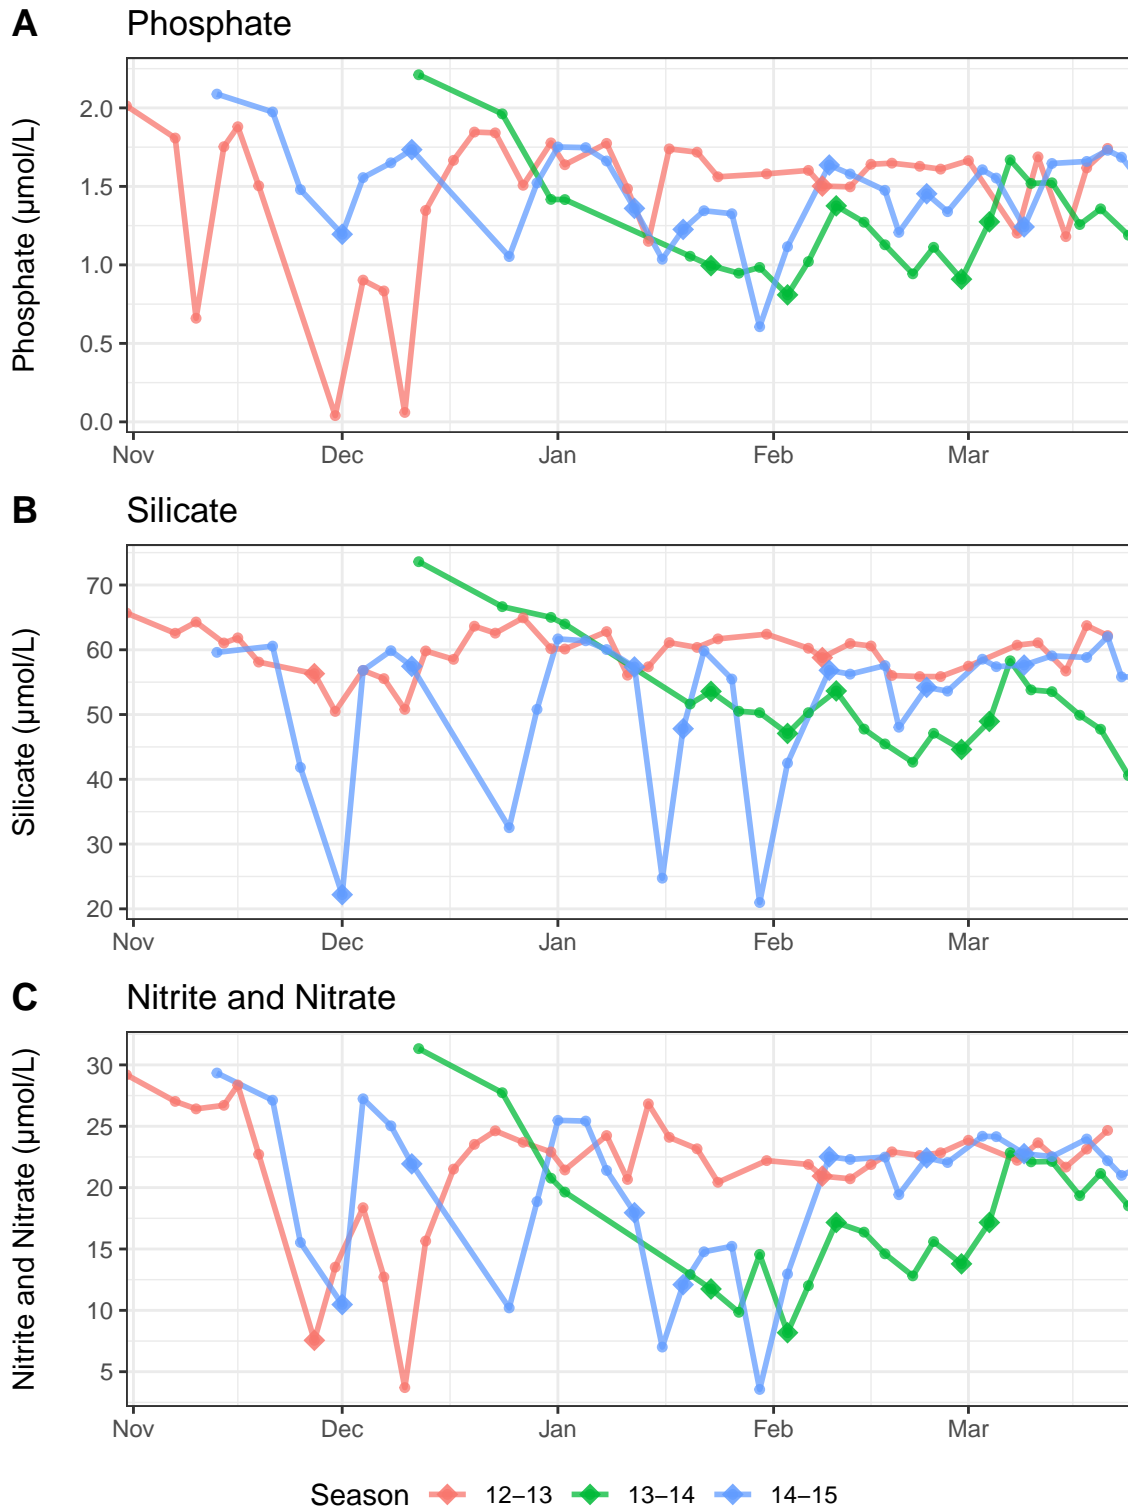 A Phosphate
Phosphate (µmol/L)
2.0
1.5
1.0
0.5
0.0
Nov Dec Jan Feb Mar
B Silicate
Silicate (µmol/L)
70
60
50
40
30
20
Nov Dec Jan Feb Mar
C Nitrite and Nitrate
Nitrite and Nitrate (µmol/L)
30
25
20
15
10
5
Nov Dec Jan Feb Mar
Season 12–13 13–14 14–15